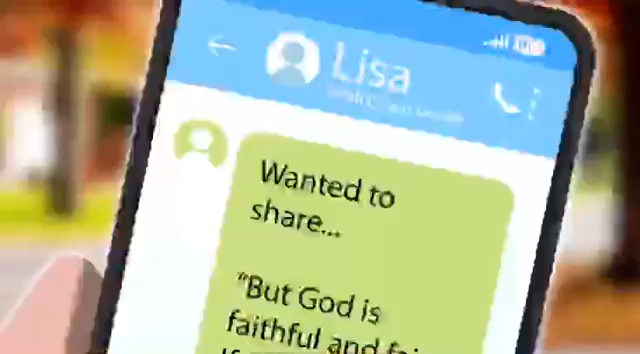 Lisa
Wanted to
share...
"But God is
faithful and